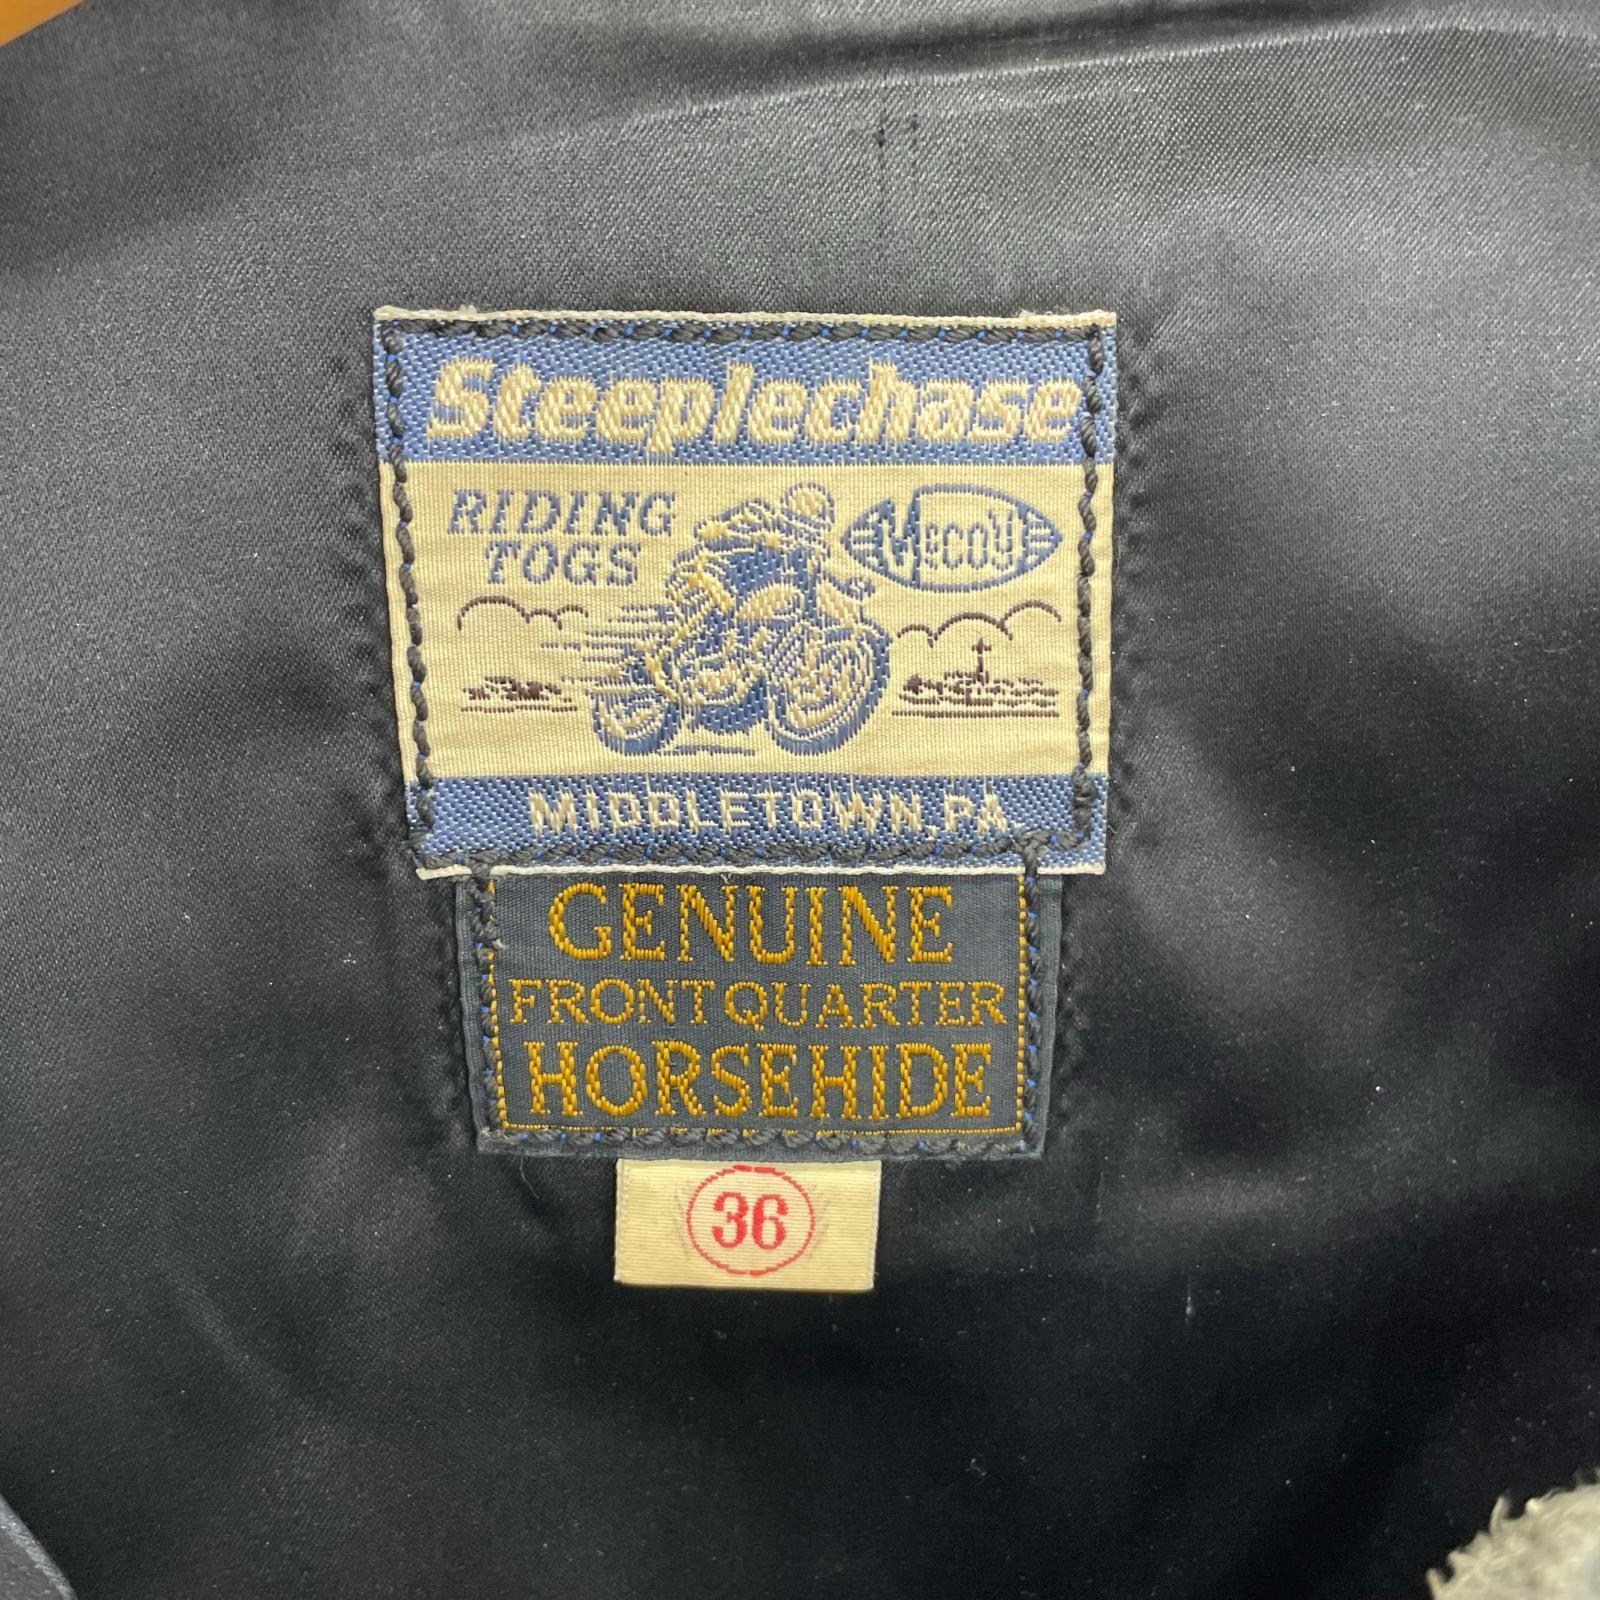 Steeplechase
RIDING
TOGS
McCOY
MIDDLETOWN, PA.
GENUINE
FRONT QUARTER
HORSEHIDE
36